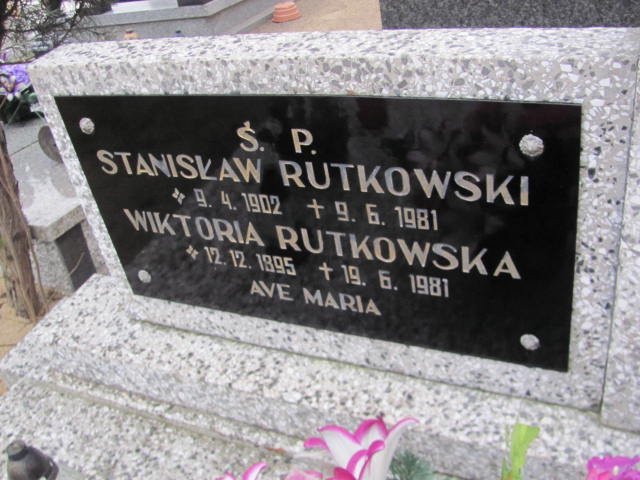 Ś. P.
STANISŁAW RUTKOWSKI
* 9. 4. 1902 + 9. 6. 1981
WIKTORIA RUTKOWSKA
* 12. 12. 1895 + 19. 6. 1981
AVE MARIA